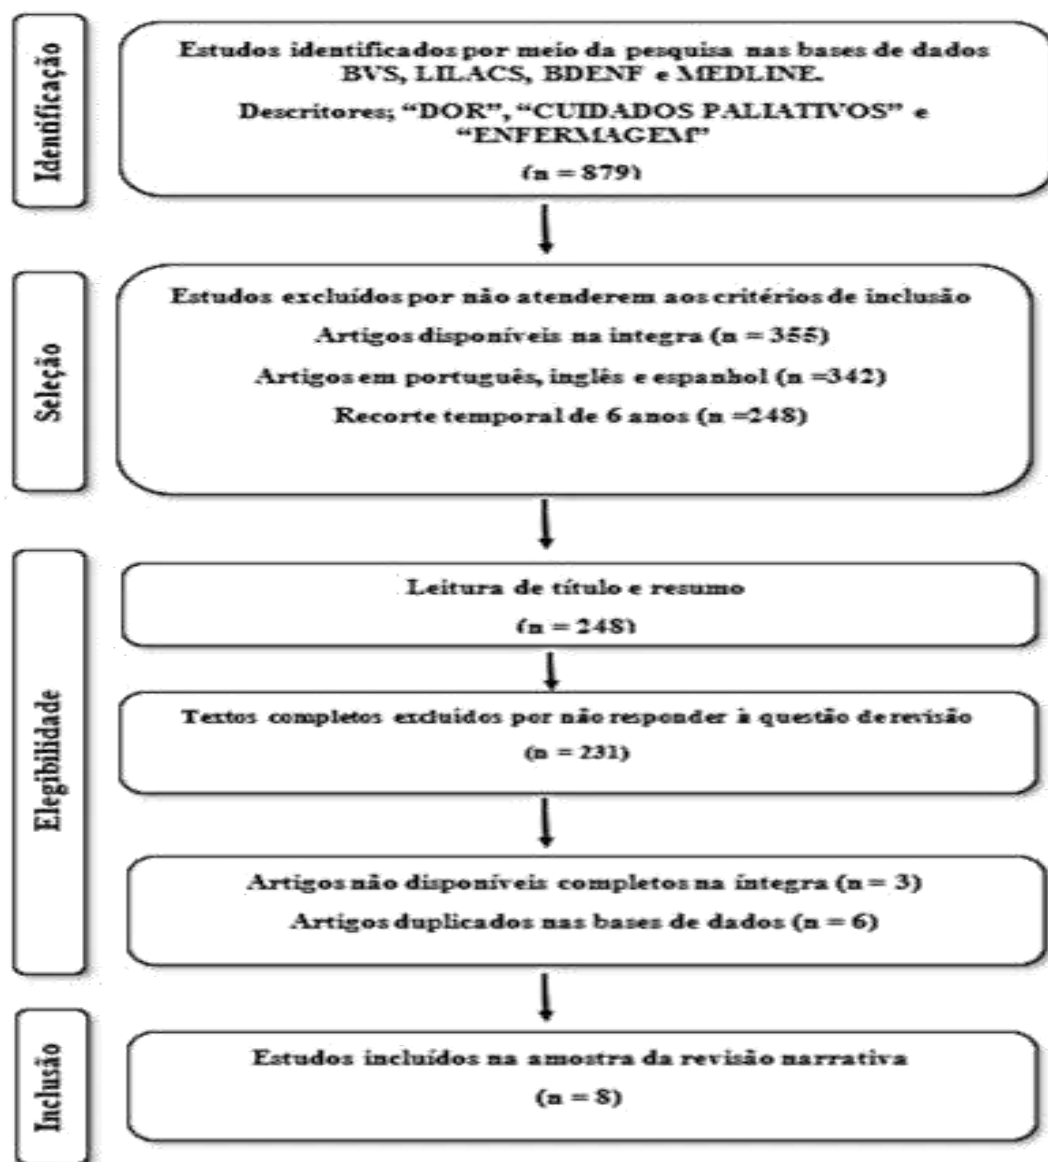 Identificação
Estudos identificados por meio da pesquisa nas bases de dados
BVS, LILACS, BDENF e MEDLINE.
Descritores; “DOR”, “CUIDADOS PALIATIVOS” e
“ENFERMAGEM”
(n = 879)
Seleção
Estudos excluídos por não atenderem aos critérios de inclusão
Artigos disponíveis na integra (n = 355)
Artigos em português, inglês e espanhol (n =342)
Recorte temporal de 6 anos (n =248)
Elegibilidade
Leitura de título e resumo
(n = 248)
Textos completos excluídos por não responder à questão de revisão
(n = 231)
Artigos não disponíveis completos na íntegra (n = 3)
Artigos duplicados nas bases de dados (n = 6)
Inclusão
Estudos incluídos na amostra da revisão narrativa
(n = 8)